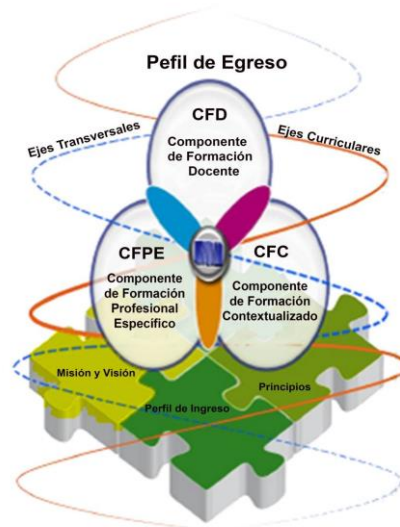 Pefil de Egreso
CFD
Componente
de Formación
Docente
Ejes Transversales
Ejes Curriculares
CFPE
Componente
de Formación
Profesional
Específico
CFC
Componente
de Formación
Contextualizado
Misión y Visión
Principios
Perfil de Ingreso